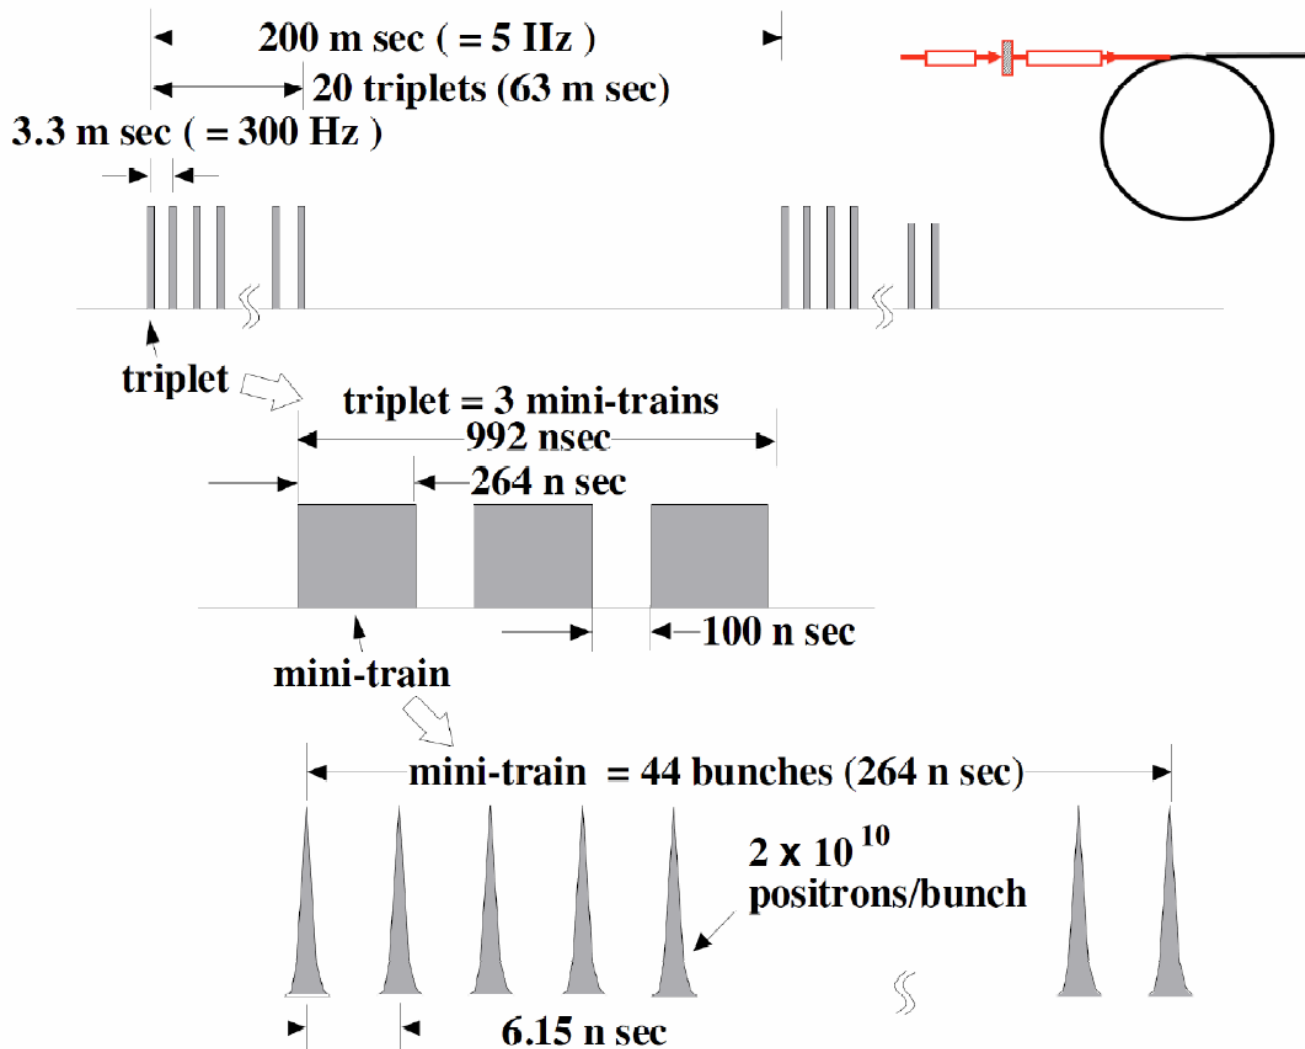 200 m sec ( = 5 IIz )
20 triplets (63 m sec)
3.3 m sec ( = 300 Hz )
triplet
triplet = 3 mini-trains
992 nsec
264 n sec
100 n sec
mini-train
mini-train = 44 bunches (264 n sec)
2 x 10 10
positrons/bunch
6.15 n sec